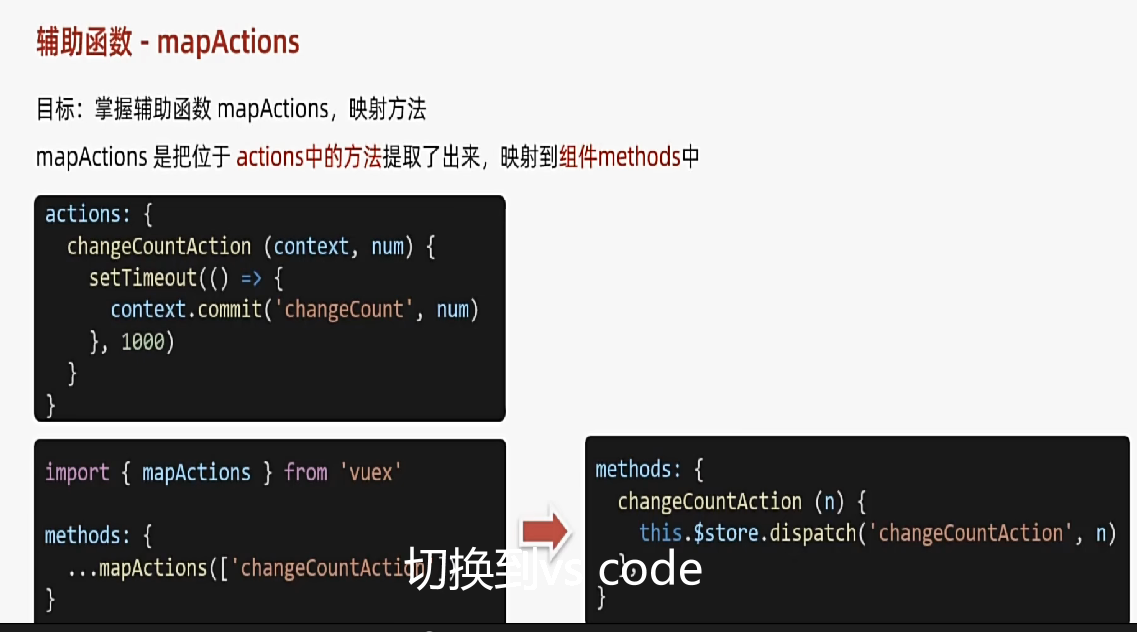 辅助函数 - mapActions
目标：掌握辅助函数 mapActions，映射方法
mapActions 是把位于 actions中的方法提取了出来，映射到组件methods中
actions: {
changeCountAction (context, num) {
setTimeout(() => {
context.commit('changeCount', num)
}, 1000)
}
}
import { mapActions } from 'vuex'
methods: {
...mapActions(['changeCountActio
}
methods: {
changeCountAction (n) {
this.$store.dispatch('changeCountAction', n)
},
}
切换到vs code